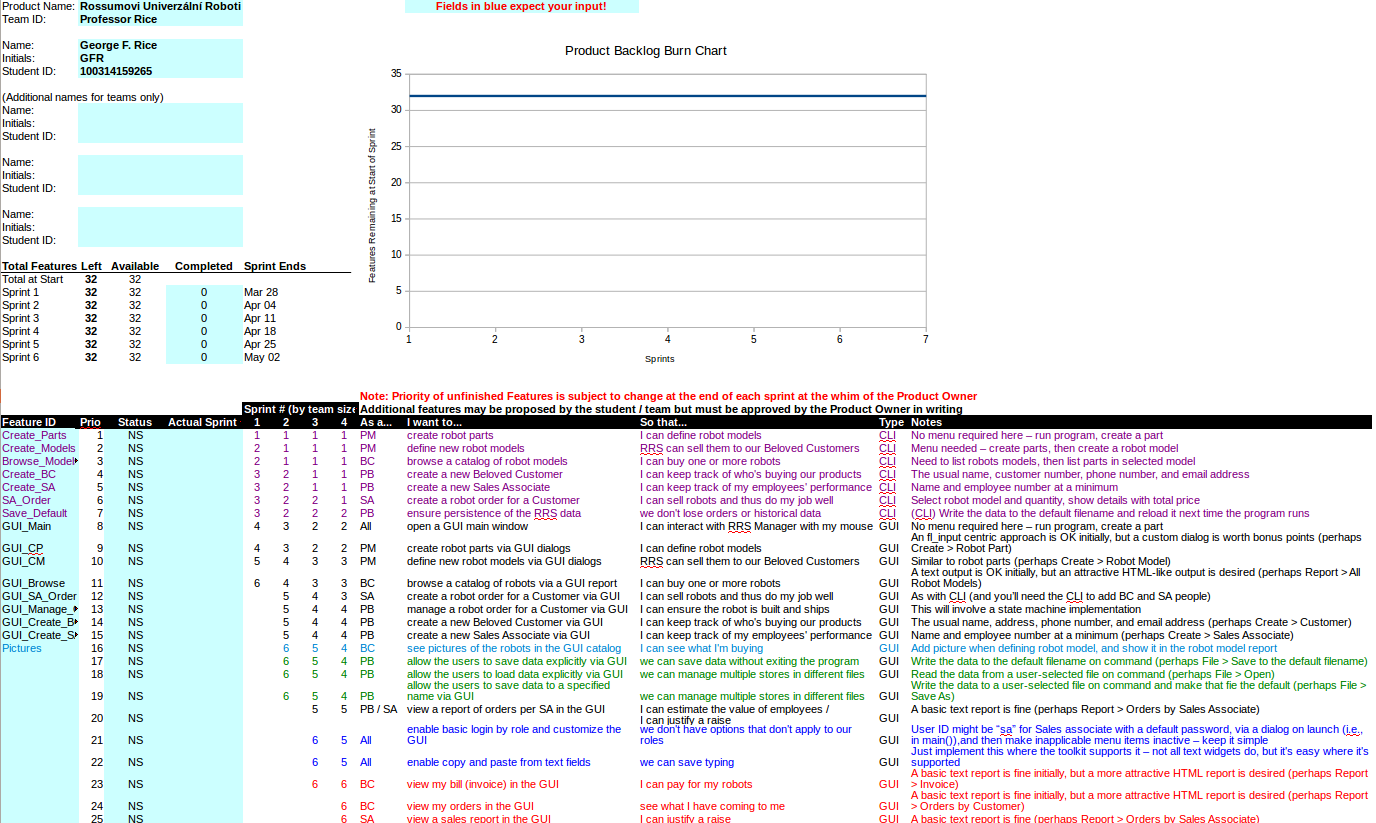 Product Name: Rossumovi Univerzální Roboti
Fields in blue expect your input!
Team ID: Professor Rice
Name: George F. Rice
Initials: GFR
Student ID: 100314159265
(Additional names for teams only)
Name:
Initials:
Student ID:
Name:
Initials:
Student ID:
Name:
Initials:
Student ID:
Product Backlog Burn Chart
Features Remaining at Start of Sprint
35
30
25
20
15
10
5
0
1 2 3 4 5 6 7
Sprints
Total Features Left Available Completed Sprint Ends
Total at Start 32 32
Sprint 1 32 32 0 Mar 28
Sprint 2 32 32 0 Apr 04
Sprint 3 32 32 0 Apr 11
Sprint 4 32 32 0 Apr 18
Sprint 5 32 32 0 Apr 25
Sprint 6 32 32 0 May 02
Note: Priority of unfinished Features is subject to change at the end of each sprint at the whim of the Product Owner
Sprint # (by team size Additional features may be proposed by the student / team but must be approved by the Product Owner in writing
Feature ID Prio Status Actual Sprint 1 2 3 4 As a... I want to... So that... Type Notes
Create_Parts 1 NS 1 1 1 1 PM create robot parts I can define robot models CLI No menu required here – run program, create a part
Create_Models 2 NS 2 1 1 1 PM define new robot models RRS can sell them to our Beloved Customers CLI Menu needed – create parts, then create a robot model
Browse_Model 3 NS 2 1 1 1 BC browse a catalog of robot models I can buy one or more robots CLI Need to list robots models, then list parts in selected model
Create_BC 4 NS 3 2 1 1 PB create a new Beloved Customer I can keep track of who's buying our products CLI The usual name, customer number, phone number, and email address
Create_SA 5 NS 3 2 1 1 PB create a new Sales Associate I can keep track of my employees' performance CLI Name and employee number at a minimum
SA_Order 6 NS 3 2 2 1 SA create a robot order for a Customer I can sell robots and thus do my job well CLI Select robot model and quantity, show details with total price
Save_Default 7 NS 3 2 2 2 PB ensure persistence of the RRS data we don't lose orders or historical data CLI (CLI) Write the data to the default filename and reload it next time the program runs
GUI_Main 8 NS 4 3 2 2 All open a GUI main window I can interact with RRS Manager with my mouse GUI No menu required here – run program, create a part
An fl_input centric approach is OK initially, but a custom dialog is worth bonus points (perhaps
GUI_CP 9 NS 4 3 2 2 PM create robot parts via GUI dialogs I can define robot models GUI Create > Robot Part)
GUI_CM 10 NS 5 4 3 3 PM define new robot models via GUI dialogs RRS can sell them to our Beloved Customers GUI Similar to robot parts (perhaps Create > Robot Model)
A text output is OK initially, but an attractive HTML-like output is desired (perhaps Report > All
GUI_Browse 11 NS 6 4 3 3 BC browse a catalog of robots via a GUI report I can buy one or more robots GUI Robot Models)
GUI_SA_Order 12 NS 5 4 3 SA create a robot order for a Customer via GUI I can sell robots and thus do my job well GUI As with CLI (and you'll need the CLI to add BC and SA people)
GUI_Manage_ 13 NS 5 4 4 PB manage a robot order for a Customer via GUI I can ensure the robot is built and ships GUI This will involve a state machine implementation
GUI_Create_B 14 NS 5 4 4 PB create a new Beloved Customer via GUI I can keep track of who's buying our products GUI The usual name, address, phone number, and email address (perhaps Create > Customer)
GUI_Create_S 15 NS 5 4 4 PB create a new Sales Associate via GUI I can keep track of my employees' performance GUI Name and employee number at a minimum (perhaps Create > Sales Associate)
Pictures 16 NS 6 5 4 BC see pictures of the robots in the GUI catalog I can see what I'm buying GUI Add picture when defining robot model, and show it in the robot model report
17 NS 6 5 4 PB allow the users to save data explicitly via GUI we can save data without exiting the program GUI Write the data to the default filename on command (perhaps File > Save to the default filename)
18 NS 6 5 4 PB allow the users to load data explicitly via GUI we can manage multiple stores in different files GUI Read the data from a user-selected file on command (perhaps File > Open)
allow the users to save data to a specified Write the data to a user-selected file on command and make that fie the default (perhaps File >
19 NS 6 5 4 PB name via GUI we can manage multiple stores in different files GUI Save As)
5 5 PB / SA view a report of orders per SA in the GUI I can estimate the value of employees / A basic text report is fine (perhaps Report > Orders by Sales Associate)
20 NS I can justify a raise GUI
enable basic login by role and customize the we don't have options that don't apply to our User ID might be “sa” for Sales associate with a default password, via a dialog on launch (i.e.,
21 NS 6 5 All GUI roles GUI in main()),and then make inapplicable menu items inactive – keep it simple
Just implement this where the toolkit supports it – not all text widgets do, but it's easy where it's
22 NS 6 5 All enable copy and paste from text fields we can save typing GUI supported
A basic text report is fine initially, but a more attractive HTML report is desired (perhaps Report
23 NS 6 6 BC view my bill (invoice) in the GUI I can pay for my robots GUI > Invoice)
A basic text report is fine initially, but a more attractive HTML report is desired (perhaps Report
24 NS 6 BC view my orders in the GUI see what I have coming to me GUI > Orders by Customer)
25 NS 6 SA view a sales report in the GUI I can justify a raise GUI A basic text report is fine (perhaps Report > Orders by Sales Associate)